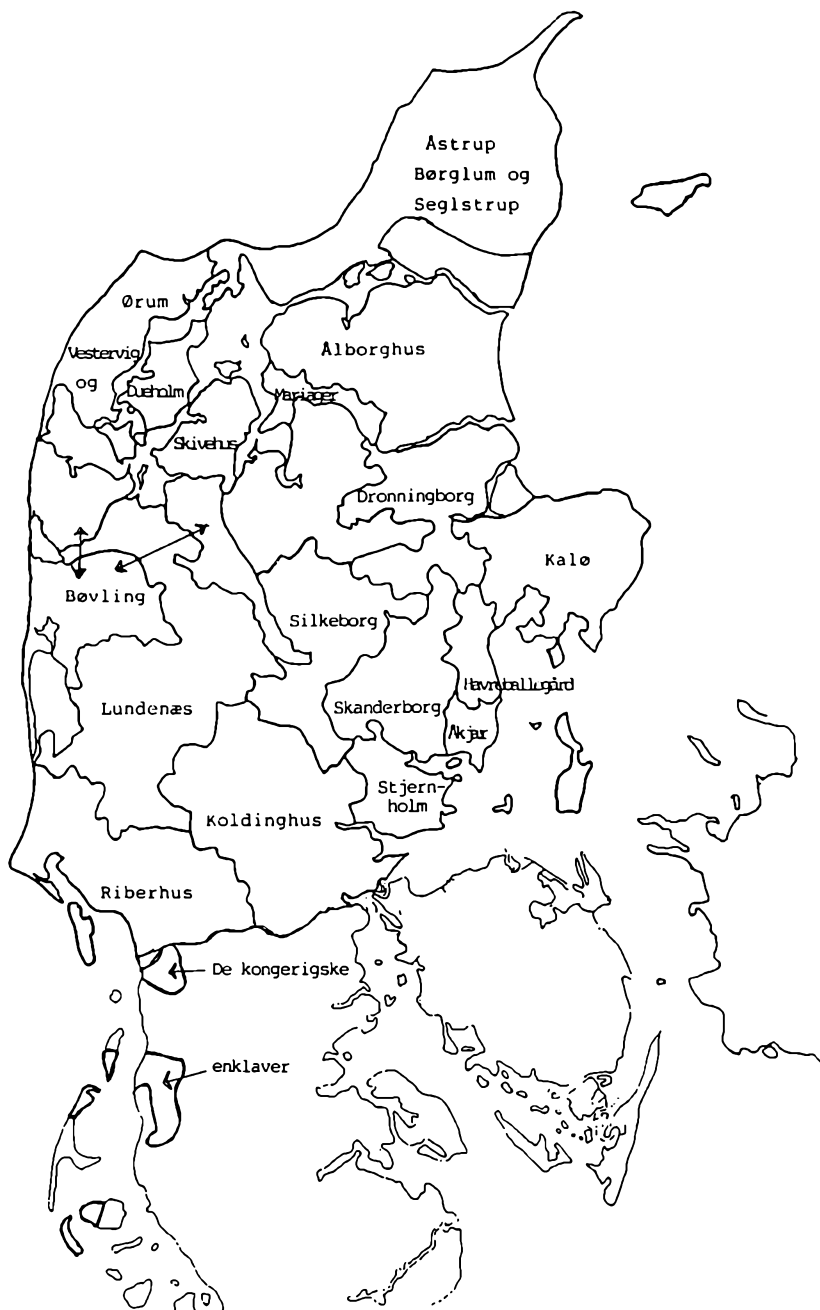 Åstrup
Børglum og
Seglstrup
Ørum
Vestervig
og
Ålborghus
Dueholm
Mariager
Skivehus
Dronningborg
Kalø
Bøvling
Silkeborg
Havreballegård
Lundenæs
Skanderborg
Åkjær
Stjern-
holm
Koldinghus
Riberhus
De kongerigske
enklaver